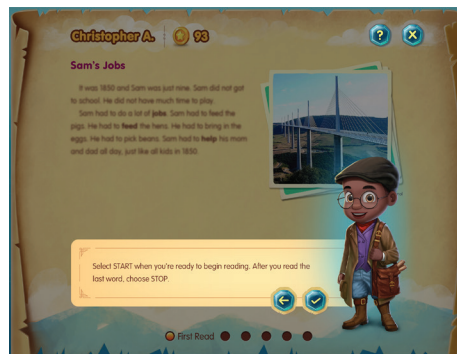 Christopher A. 93
? X
Sam's Jobs
It was 1850 and Sam was just nine. Sam did not get
to school. He did not have much time to play.
Sam had to do a lot of jobs. Sam had to feed the
pigs. He had to feed the hens. He had to bring in the
eggs. He had to pick beans. Sam had to help his mom
and dad all day, just like all kids in 1850.
Select START when you're ready to begin reading. After you read the
last word, choose STOP.
First Read